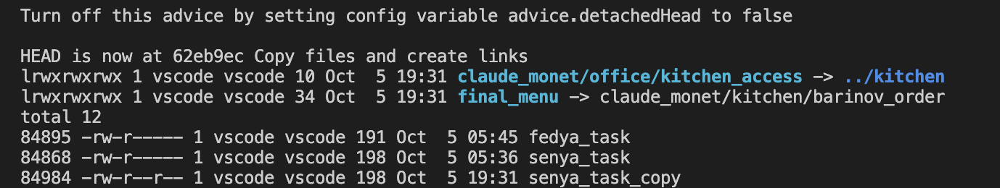 Turn off this advice by setting config variable advice.detachedHead to false
HEAD is now at 62eb9ec Copy files and create links
lrwxrwxrwx 1 vscode vscode 10 Oct  5 19:31 claude_monet/office/kitchen_access -> ../kitchen
lrwxrwxrwx 1 vscode vscode 34 Oct  5 19:31 final_menu -> claude_monet/kitchen/barinov_order
total 12
84895 -rw-r----- 1 vscode vscode 191 Oct  5 05:45 fedya_task
84868 -rw-r----- 1 vscode vscode 198 Oct  5 05:36 senya_task
84984 -rw-r--r-- 1 vscode vscode 198 Oct  5 19:31 senya_task_copy